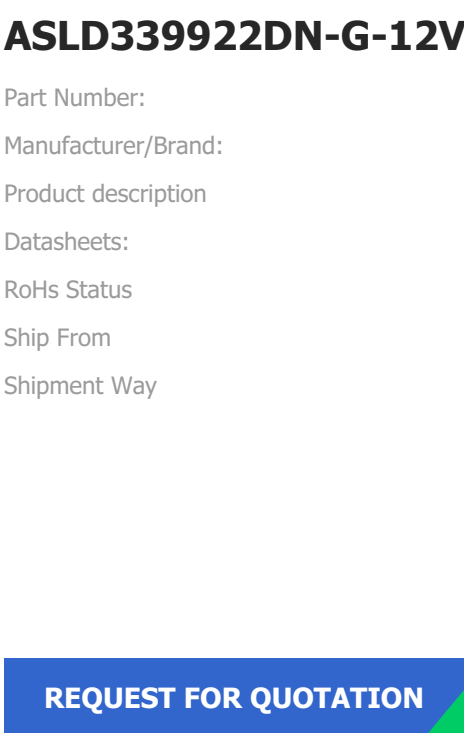 ASLD339922DN-G-12V
Part Number:
Manufacturer/Brand:
Product description
Datasheets:
RoHs Status
Ship From
Shipment Way
REQUEST FOR QUOTATION